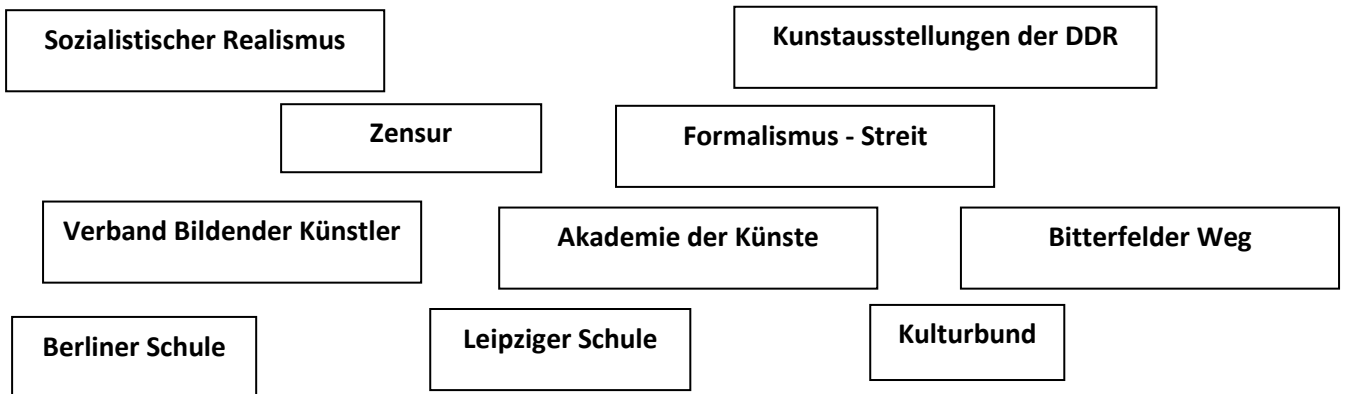 Sozialistischer Realismus
Kunstausstellungen der DDR
Zensur
Formalismus - Streit
Verband Bildender Künstler
Akademie der Künste
Bitterfelder Weg
Berliner Schule
Leipziger Schule
Kulturbund